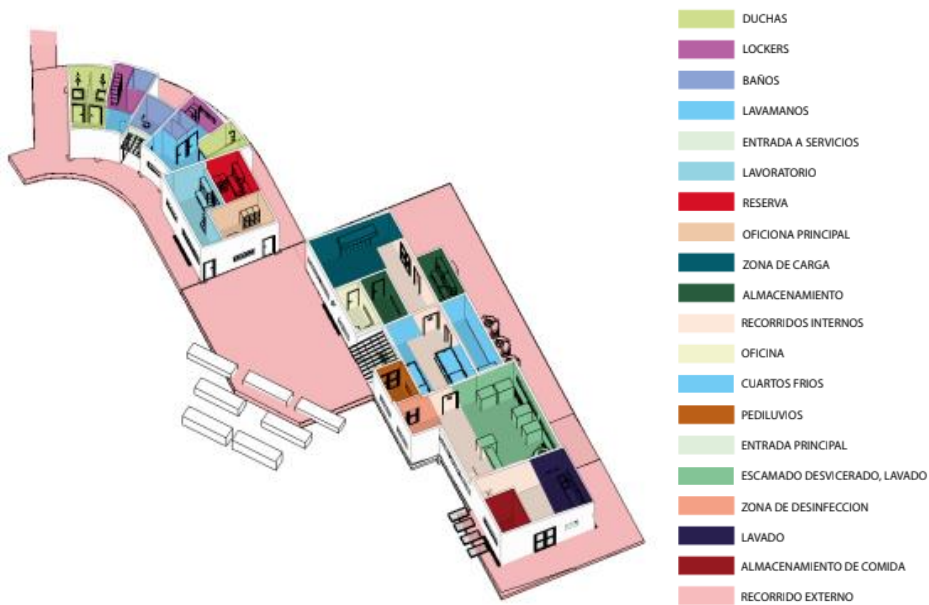 DUCHAS
LOCKERS
BAÑOS
LAVAMANOS
ENTRADA A SERVICIOS
LAVORATORIO
RESERVA
OFICIONA PRINCIPAL
ZONA DE CARGA
ALMACENAMIENTO
RECORRIDOS INTERNOS
OFICINA
CUARTOS FRIOS
PEDILUVIOS
ENTRADA PRINCIPAL
ESCAMADO DESVICERADO, LAVADO
ZONA DE DESINFECCION
LAVADO
ALMACENAMIENTO DE COMIDA
RECORRIDO EXTERNO